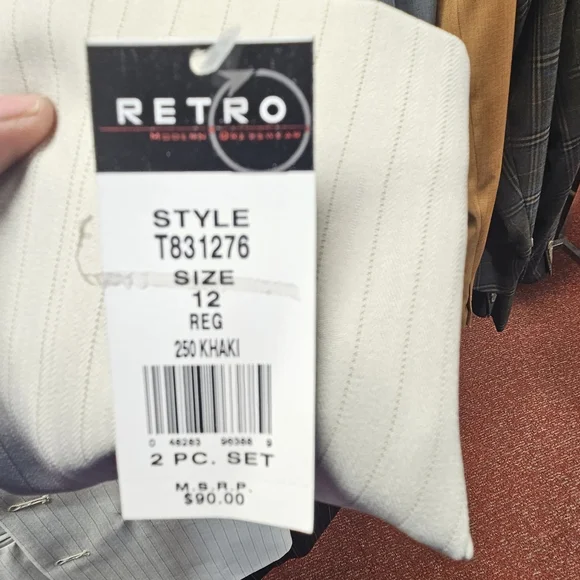 RETRO
STYLE
T831276
SIZE
12
REG
250 KHAKI
0 48283 96388 9
2 PC. SET
M.S.R.P.
$90.00